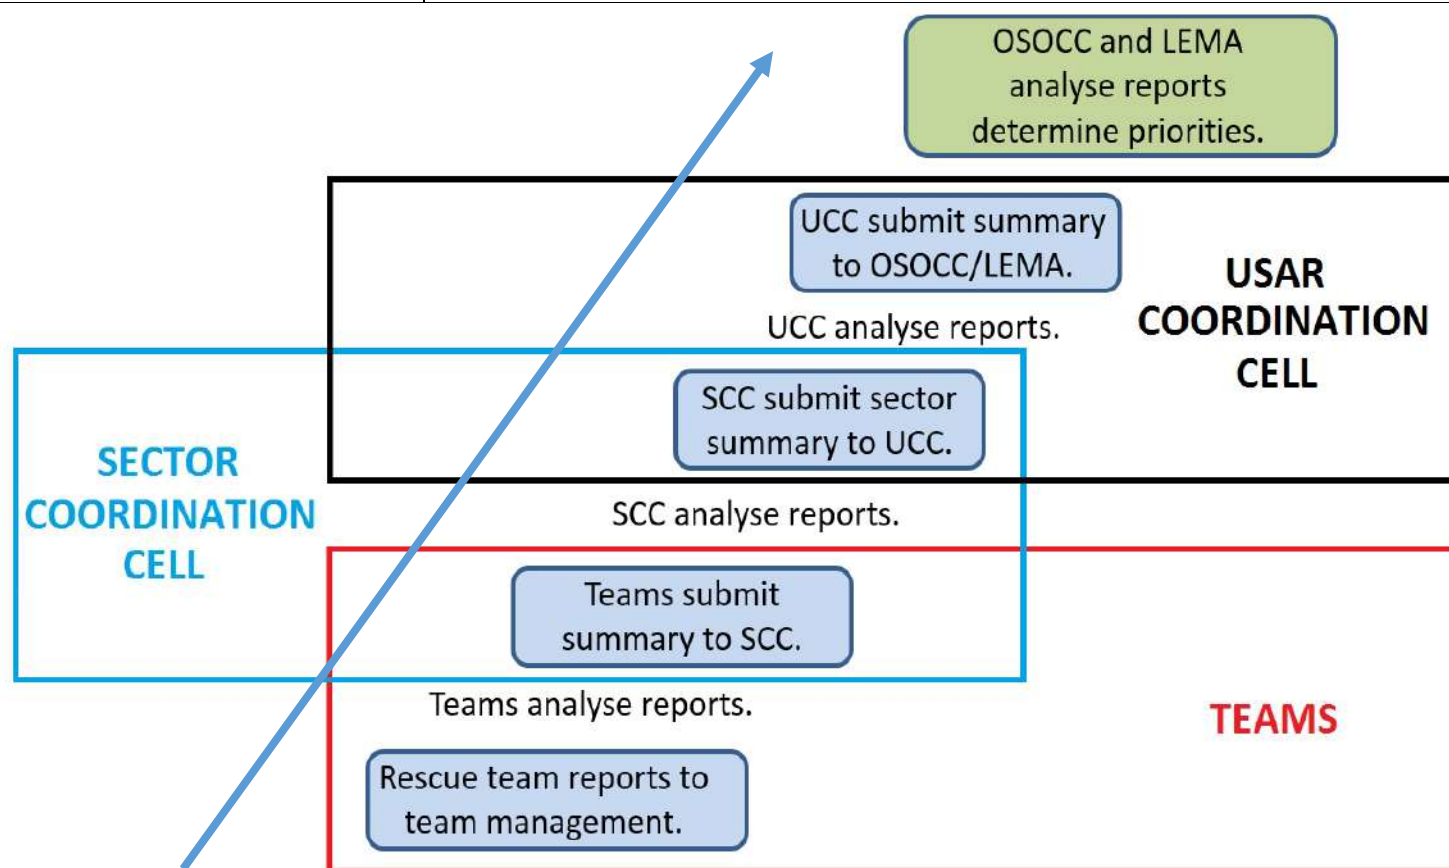 OSOCC and LEMA
analyse reports
determine priorities.
UCC submit summary
to OSOCC/LEMA.
USAR
COORDINATION
CELL
UCC analyse reports.
SCC submit sector
summary to UCC.
SECTOR
COORDINATION
CELL
SCC analyse reports.
Teams submit
summary to SCC.
Teams analyse reports.
TEAMS
Rescue team reports to
team management.